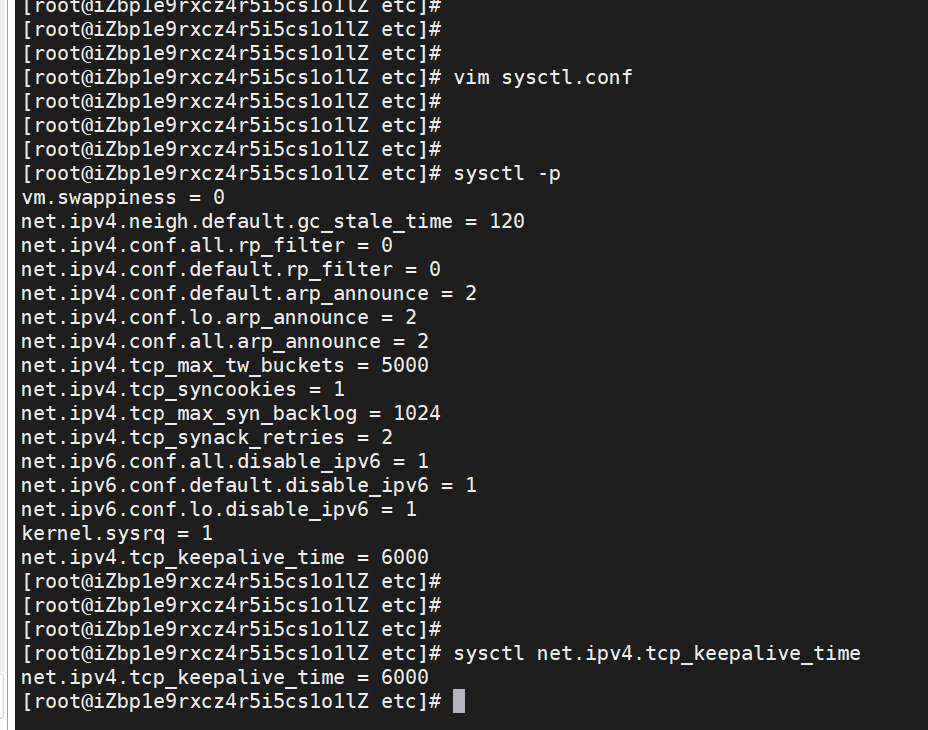 [root@iZbp1e9rxcz4r5i5cs1o1lZ etc]#
[root@iZbp1e9rxcz4r5i5cs1o1lZ etc]#
[root@iZbp1e9rxcz4r5i5cs1o1lZ etc]#
[root@iZbp1e9rxcz4r5i5cs1o1lZ etc]# vim sysctl.conf
[root@iZbp1e9rxcz4r5i5cs1o1lZ etc]#
[root@iZbp1e9rxcz4r5i5cs1o1lZ etc]#
[root@iZbp1e9rxcz4r5i5cs1o1lZ etc]#
[root@iZbp1e9rxcz4r5i5cs1o1lZ etc]# sysctl -p
vm.swappiness = 0
net.ipv4.neigh.default.gc_stale_time = 120
net.ipv4.conf.all.rp_filter = 0
net.ipv4.conf.default.rp_filter = 0
net.ipv4.conf.default.arp_announce = 2
net.ipv4.conf.lo.arp_announce = 2
net.ipv4.conf.all.arp_announce = 2
net.ipv4.tcp_max_tw_buckets = 5000
net.ipv4.tcp_syncookies = 1
net.ipv4.tcp_max_syn_backlog = 1024
net.ipv4.tcp_synack_retries = 2
net.ipv6.conf.all.disable_ipv6 = 1
net.ipv6.conf.default.disable_ipv6 = 1
net.ipv6.conf.lo.disable_ipv6 = 1
kernel.sysrq = 1
net.ipv4.tcp_keepalive_time = 6000
[root@iZbp1e9rxcz4r5i5cs1o1lZ etc]#
[root@iZbp1e9rxcz4r5i5cs1o1lZ etc]#
[root@iZbp1e9rxcz4r5i5cs1o1lZ etc]#
[root@iZbp1e9rxcz4r5i5cs1o1lZ etc]# sysctl net.ipv4.tcp_keepalive_time
net.ipv4.tcp_keepalive_time = 6000
[root@iZbp1e9rxcz4r5i5cs1o1lZ etc]#